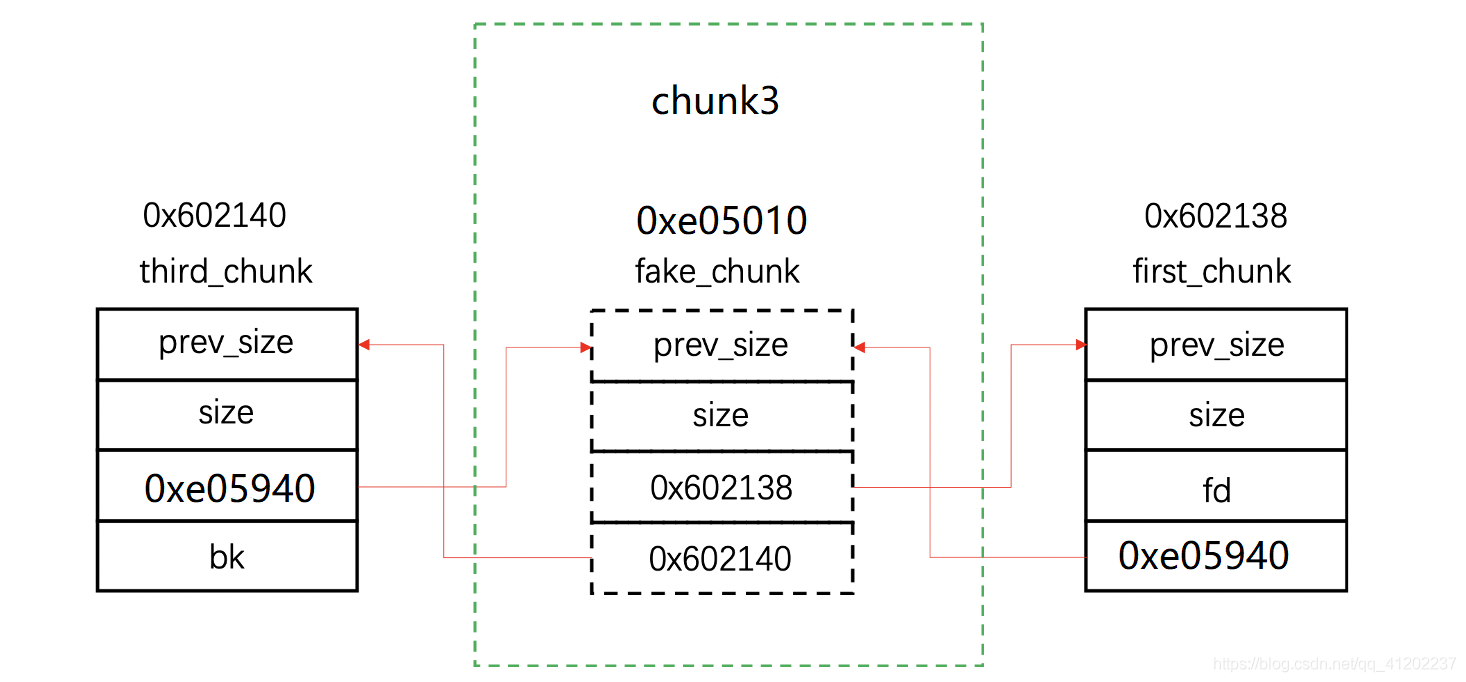 chunk3
0x602140
third_chunk
prev_size
size
0xe05940
bk
0xe05010
fake_chunk
prev_size
size
0x602138
0x602140
0x602138
first_chunk
prev_size
size
fd
0xe05940
https://blog.csdn.net/qq_41202237